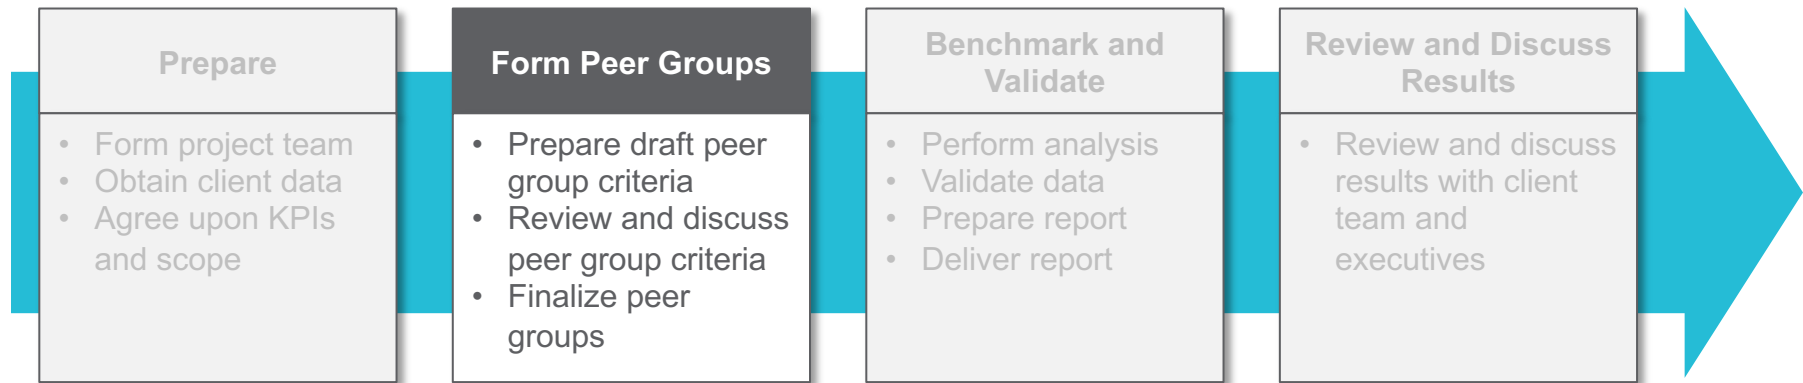 Prepare
• Form project team
• Obtain client data
• Agree upon KPIs
and scope
Form Peer Groups
• Prepare draft peer
group criteria
• Review and discuss
peer group criteria
• Finalize peer
groups
Benchmark and
Validate
• Perform analysis
• Validate data
• Prepare report
• Deliver report
Review and Discuss
Results
• Review and discuss
results with client
team and
executives